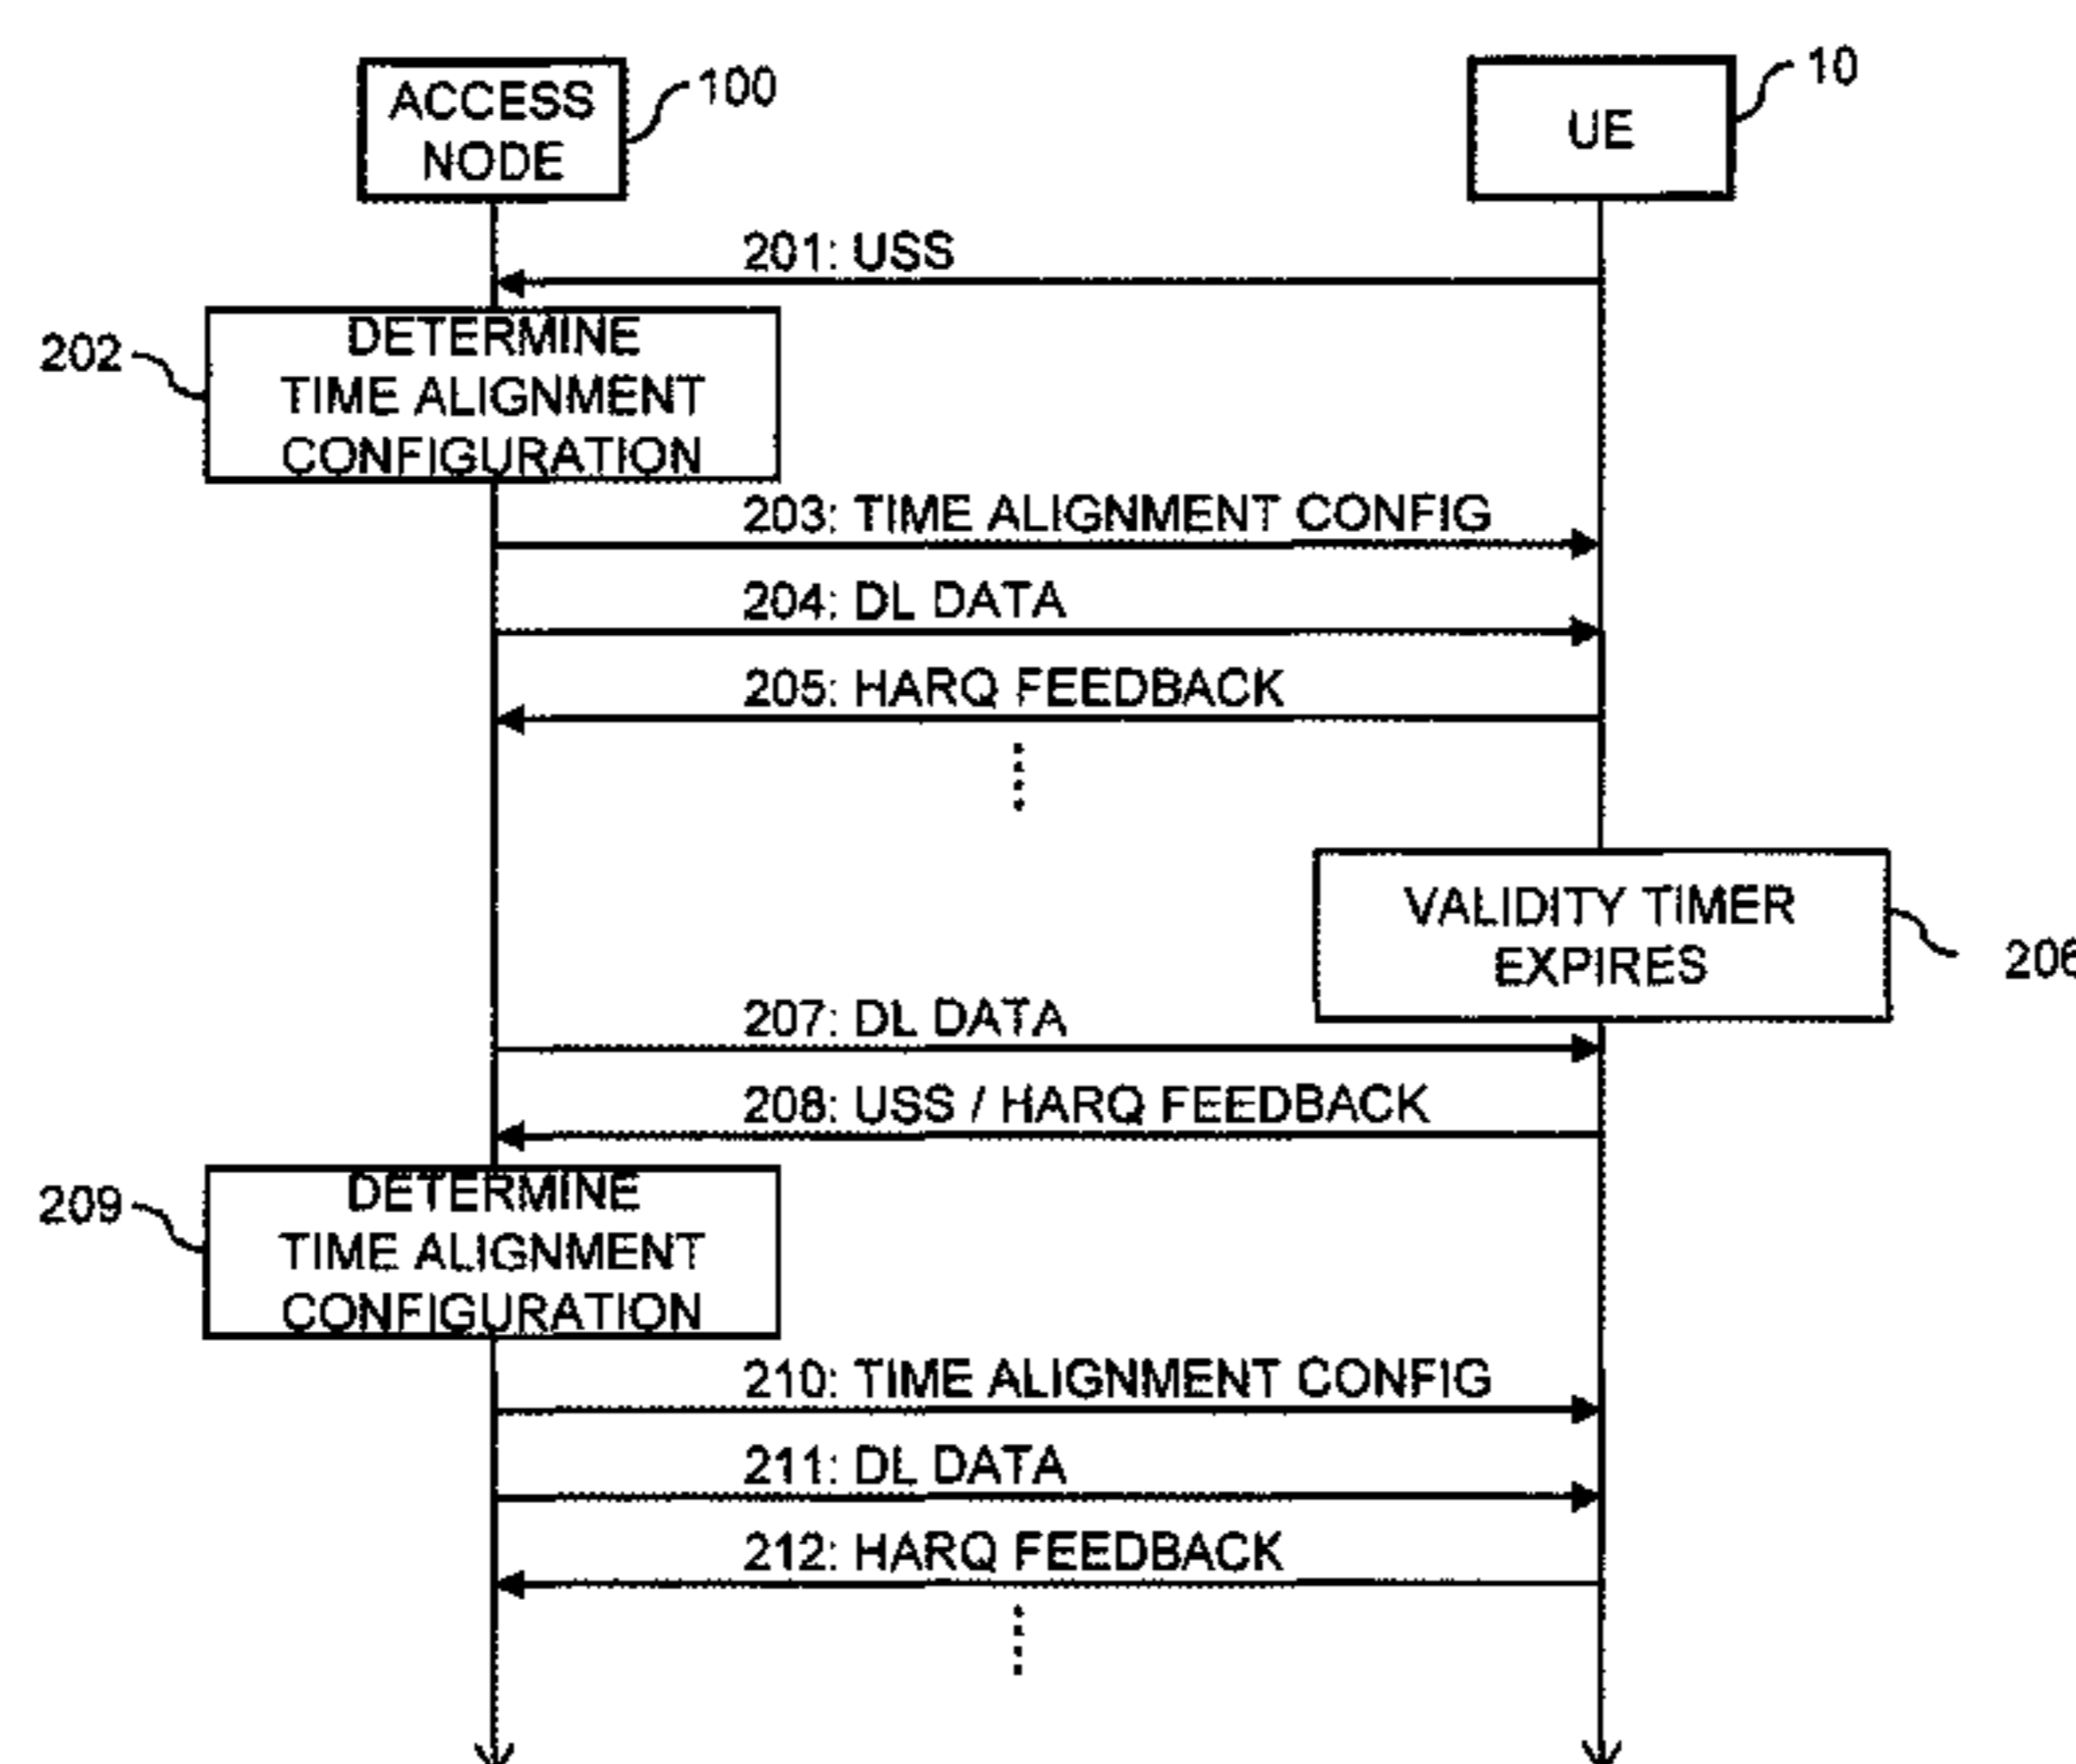 ACCESS
NODE
100
UE
10
201: USS
202
DETERMINE
TIME ALIGNMENT
CONFIGURATION
203: TIME ALIGNMENT CONFIG
204: DL DATA
205: HARQ FEEDBACK
VALIDITY TIMER
EXPIRES
206
207: DL DATA
208: USS / HARQ FEEDBACK
209
DETERMINE
TIME ALIGNMENT
CONFIGURATION
210: TIME ALIGNMENT CONFIG
211: DL DATA
212: HARQ FEEDBACK